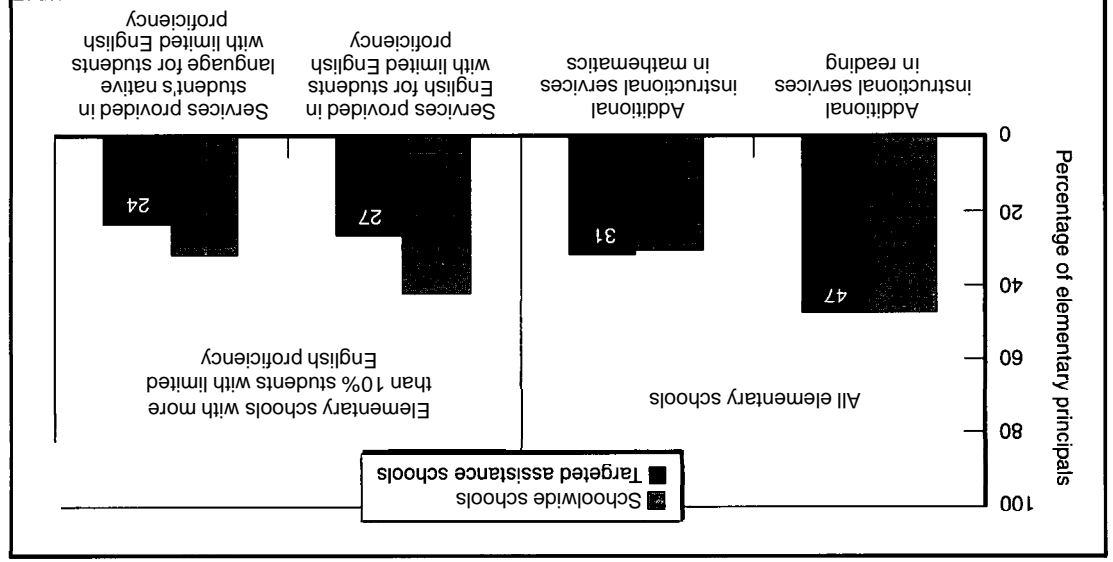 Schoolwide schools
Targeted assistance schools
Percentage of elementary principals
100
80
60
40
20
0
All elementary schools
Elementary schools with more
than 10% students with limited
English proficiency
47
31
27
24
Additional
instructional services
in reading
Additional
instructional services
in mathematics
Services provided in
English for students
with limited English
proficiency
Services provided in
student's native
language for students
with limited English
proficiency